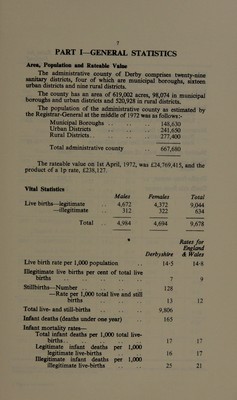 7
PART I—GENERAL STATISTICS
Area, Population and Rateable Value
The administrative county of Derby comprises twenty-nine
sanitary districts, four of which are municipal boroughs, sixteen
urban districts and nine rural districts.
The county has an area of 619,002 acres, 98,074 in municipal
boroughs and urban districts and 520,928 in rural districts.
The population of the administrative county as estimated by
the Registrar-General at the middle of 1972 was as follows:-
Municipal Boroughs .. .. .. 148,630
Urban Districts .. .. .. 241,650
Rural Districts .. .. .. 277,400
Total administrative county .. 667,680
The rateable value on 1st April, 1972, was £24,769,413, and the
product of a 1p rate, £238,127.
Vital Statistics
Males Females Total
Live births—legitimate 4,672 4,372 9,044
—illegitimate 312 322 634
Total .. 4,984 4,694 9,678
Rates for
England
Derbyshire & Wales
Live birth rate per 1,000 population .. 14·5 14·8
Illegitimate live births per cent of total live
births .. .. .. .. 7 9
Stillbirths—Number .. .. .. 128
—Rate per 1,000 total live and still
births .. .. .. 13 12
Total live- and still-births .. .. 9,806
Infant deaths (deaths under one year) .. 165
Infant mortality rates—
Total infant deaths per 1,000 total live-
births .. .. .. .. 17 17
Legitimate infant deaths per 1,000
legitimate live-births .. .. 16 17
Illegitimate infant deaths per 1,000
illegitimate live-births .. .. 25 21